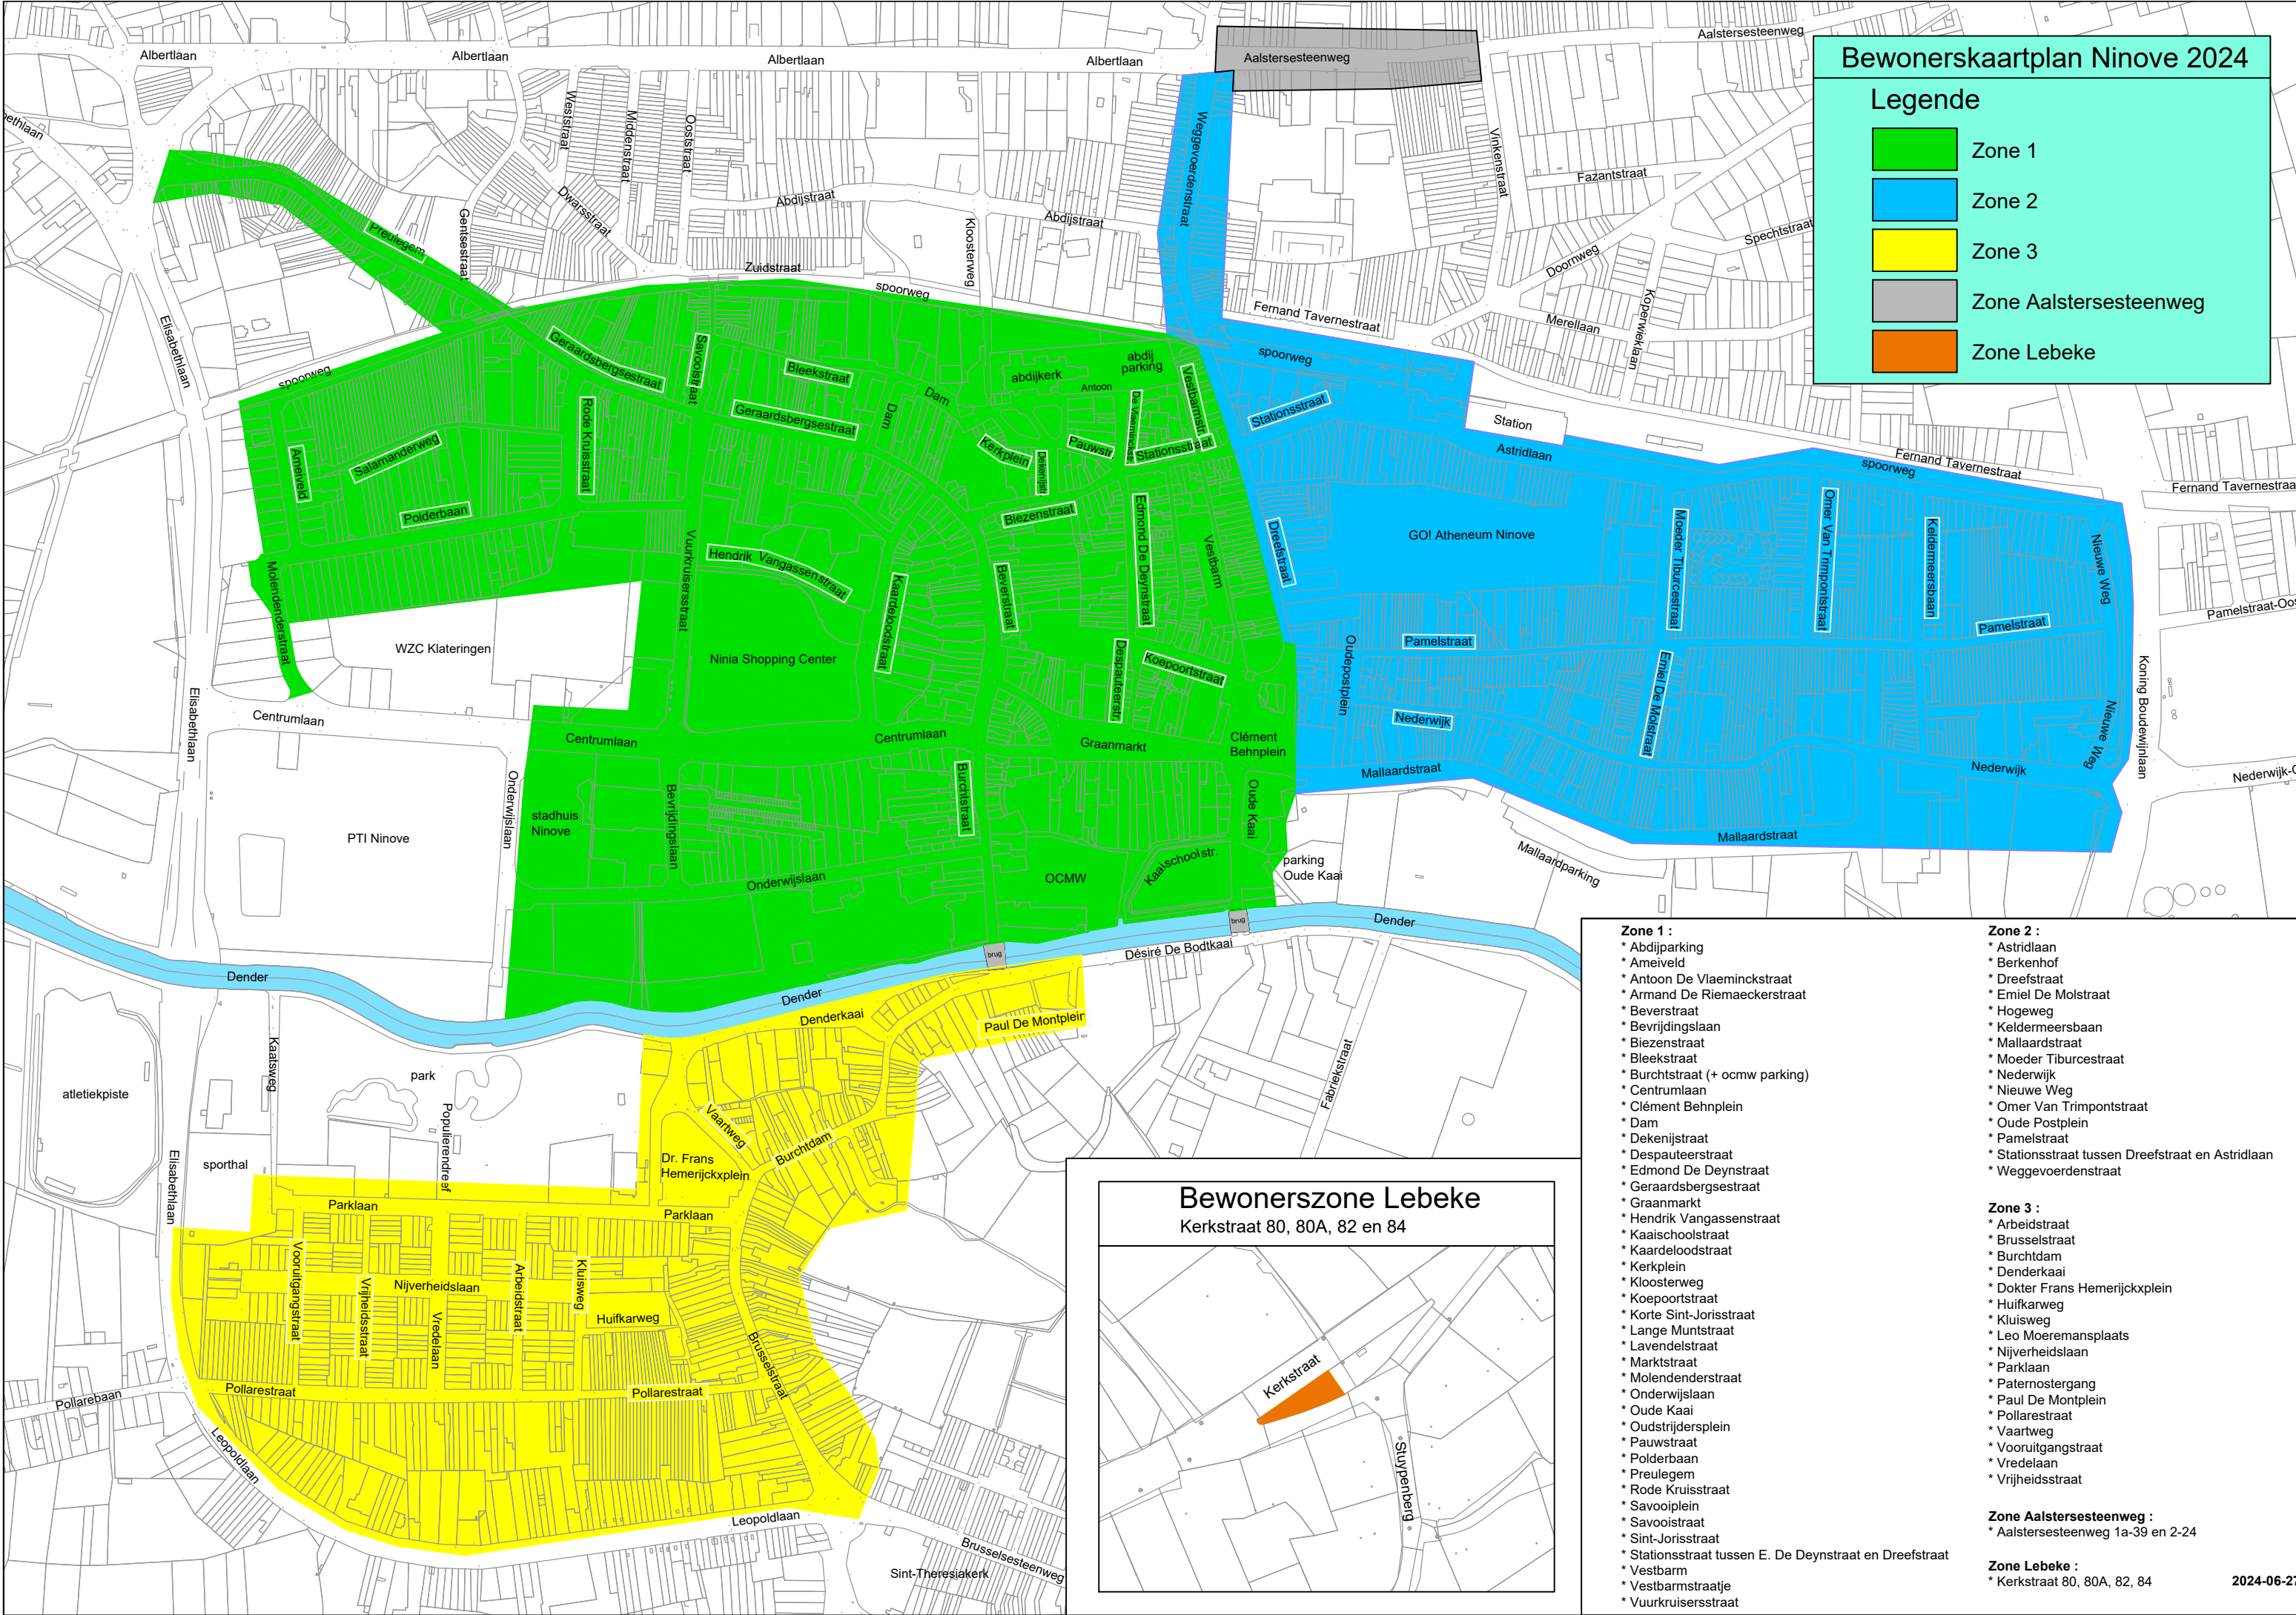 Albertlaan
Albertlaan
Albertlaan
Albertlaan
Aalstersesteenweg
Aalstersesteenweg
Bewonerskaartplan Ninove 2024
Legende
Zone 1
Zone 2
Zone 3
Zone Aalstersesteenweg
Zone Lebeke
bethlaan
Weststraat
Middenstraat
Ooststraat
Dwarsstraat
Gentsestraat
Preulegem
Abdijstraat
Abdijstraat
Kloosterweg
Zuidstraat
spoorweg
Weggevoerdenstraat
Vinkenstraat
Fazantstraat
Spechtstraat
Doornweg
Merellaan
Koperwieklaan
Fernand Tavernestraat
spoorweg
Elisabethlaan
spoorweg
Geraardsbergsestraat
Savooistraat
Bleekstraat
Geraardsbergsestraat
Dam
Dam
abdijkerk
abdij
parking
Antoon
De Vlaeminckstr.
Vestbarmstr.
Kerkplein
Dekenijstr.
Pauwstr.
Stationsstraat
Stationsstraat
Station
Astridlaan
spoorweg
Fernand Tavernestraat
Fernand Tavernestraa
Ameiveld
Salamanderweg
Rode Kruisstraat
Polderbaan
Molendenderstraat
Vuurkruisersstraat
Hendrik Vangassenstraat
Kaardeloodstraat
Biezenstraat
Beverstraat
Edmond De Deynstraat
Vestbarm
Dreefstraat
GO! Atheneum Ninove
Moeder Tiburcestraat
Omer Van Trimpontstraat
Keldermeersbaan
Nieuwe Weg
Pamelstraat
Pamelstraat
Pamelstraat-Oos
WZC Klateringen
Ninia Shopping Center
Despauteerstr.
Koepoortstraat
Oudepostplein
Emiel De Molstraat
Nederwijk
Nieuwe Weg
Koning Boudewijnlaan
Elisabethlaan
Centrumlaan
Centrumlaan
Centrumlaan
Graanmarkt
Clément
Behnplein
Mallaardstraat
Nederwijk
Nederwijk-O
Onderwijslaan
stadhuis
Ninove
Bevrijdingslaan
Burchtstraat
Oude Kaai
PTI Ninove
Onderwijslaan
OCMW
Kaaischoolstr.
parking
Oude Kaai
Mallaardparking
Mallaardstraat
brug
brug
Dender
Dender
Dender
Désiré De Bodtkaai
Denderkaai
Paul De Montplein
Fabriekstraat
Kaatsweg
park
atletiekpiste
Populierendreef
Vaartweg
Burchtdam
Dr. Frans
Hemerijckxplein
sporthal
Elisabethlaan
Parklaan
Parklaan
Vooruitgangstraat
Vrijheidsstraat
Nijverheidslaan
Vredelaan
Arbeidstraat
Kluisweg
Huifkarweg
Brusselstraat
Pollarebaan
Pollarestraat
Pollarestraat
Leopoldlaan
Leopoldlaan
Brusselsesteenweg
Sint-Theresiakerk
Bewonerszone Lebeke
Kerkstraat 80, 80A, 82 en 84
Kerkstraat
Stuypenberg
Zone 1 :
* Abdijparking
* Ameiveld
* Antoon De Vlaeminckstraat
* Armand De Riemaeckerstraat
* Beverstraat
* Bevrijdingslaan
* Biezenstraat
* Bleekstraat
* Burchtstraat (+ ocmw parking)
* Centrumlaan
* Clément Behnplein
* Dam
* Dekenijstraat
* Despauteerstraat
* Edmond De Deynstraat
* Geraardsbergsestraat
* Graanmarkt
* Hendrik Vangassenstraat
* Kaaischoolstraat
* Kaardeloodstraat
* Kerkplein
* Kloosterweg
* Koepoortstraat
* Korte Sint-Jorisstraat
* Lange Muntstraat
* Lavendelstraat
* Marktstraat
* Molendenderstraat
* Onderwijslaan
* Oude Kaai
* Oudstrijdersplein
* Pauwstraat
* Polderbaan
* Preulegem
* Rode Kruisstraat
* Savooiplein
* Savooistraat
* Sint-Jorisstraat
* Stationsstraat tussen E. De Deynstraat en Dreefstraat
* Vestbarm
* Vestbarmstraatje
* Vuurkruisersstraat
Zone 2 :
* Astridlaan
* Berkenhof
* Dreefstraat
* Emiel De Molstraat
* Hogeweg
* Keldermeersbaan
* Mallaardstraat
* Moeder Tiburcestraat
* Nederwijk
* Nieuwe Weg
* Omer Van Trimpontstraat
* Oude Postplein
* Pamelstraat
* Stationsstraat tussen Dreefstraat en Astridlaan
* Weggevoerdenstraat
Zone 3 :
* Arbeidstraat
* Brusselstraat
* Burchtdam
* Denderkaai
* Dokter Frans Hemerijckxplein
* Huifkarweg
* Kluisweg
* Leo Moeremansplaats
* Nijverheidslaan
* Parklaan
* Paternostergang
* Paul De Montplein
* Pollarestraat
* Vaartweg
* Vooruitgangstraat
* Vredelaan
* Vrijheidsstraat
Zone Aalstersesteenweg :
* Aalstersesteenweg 1a-39 en 2-24
Zone Lebeke :
* Kerkstraat 80, 80A, 82, 84
2024-06-27